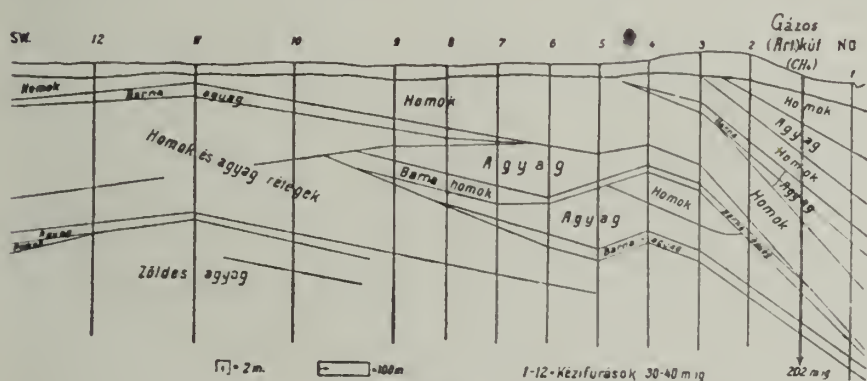 Gázos
(Art)kút
(CH₄)
SW. 12 11 10 9 8 7 6 5 4 3 2 NO
1
Homok
Barna agyag
Homok
Homok
Agyag
Homok
Agyag
Homok
Homok és agyag rétegek
Agyag
Barna homok
Agyag
Homok
Barna agyag
Zöldes agyag
= 2 m.
= 100 m
1-12 = Kézifúrások 30-40 m ig
202 m ig